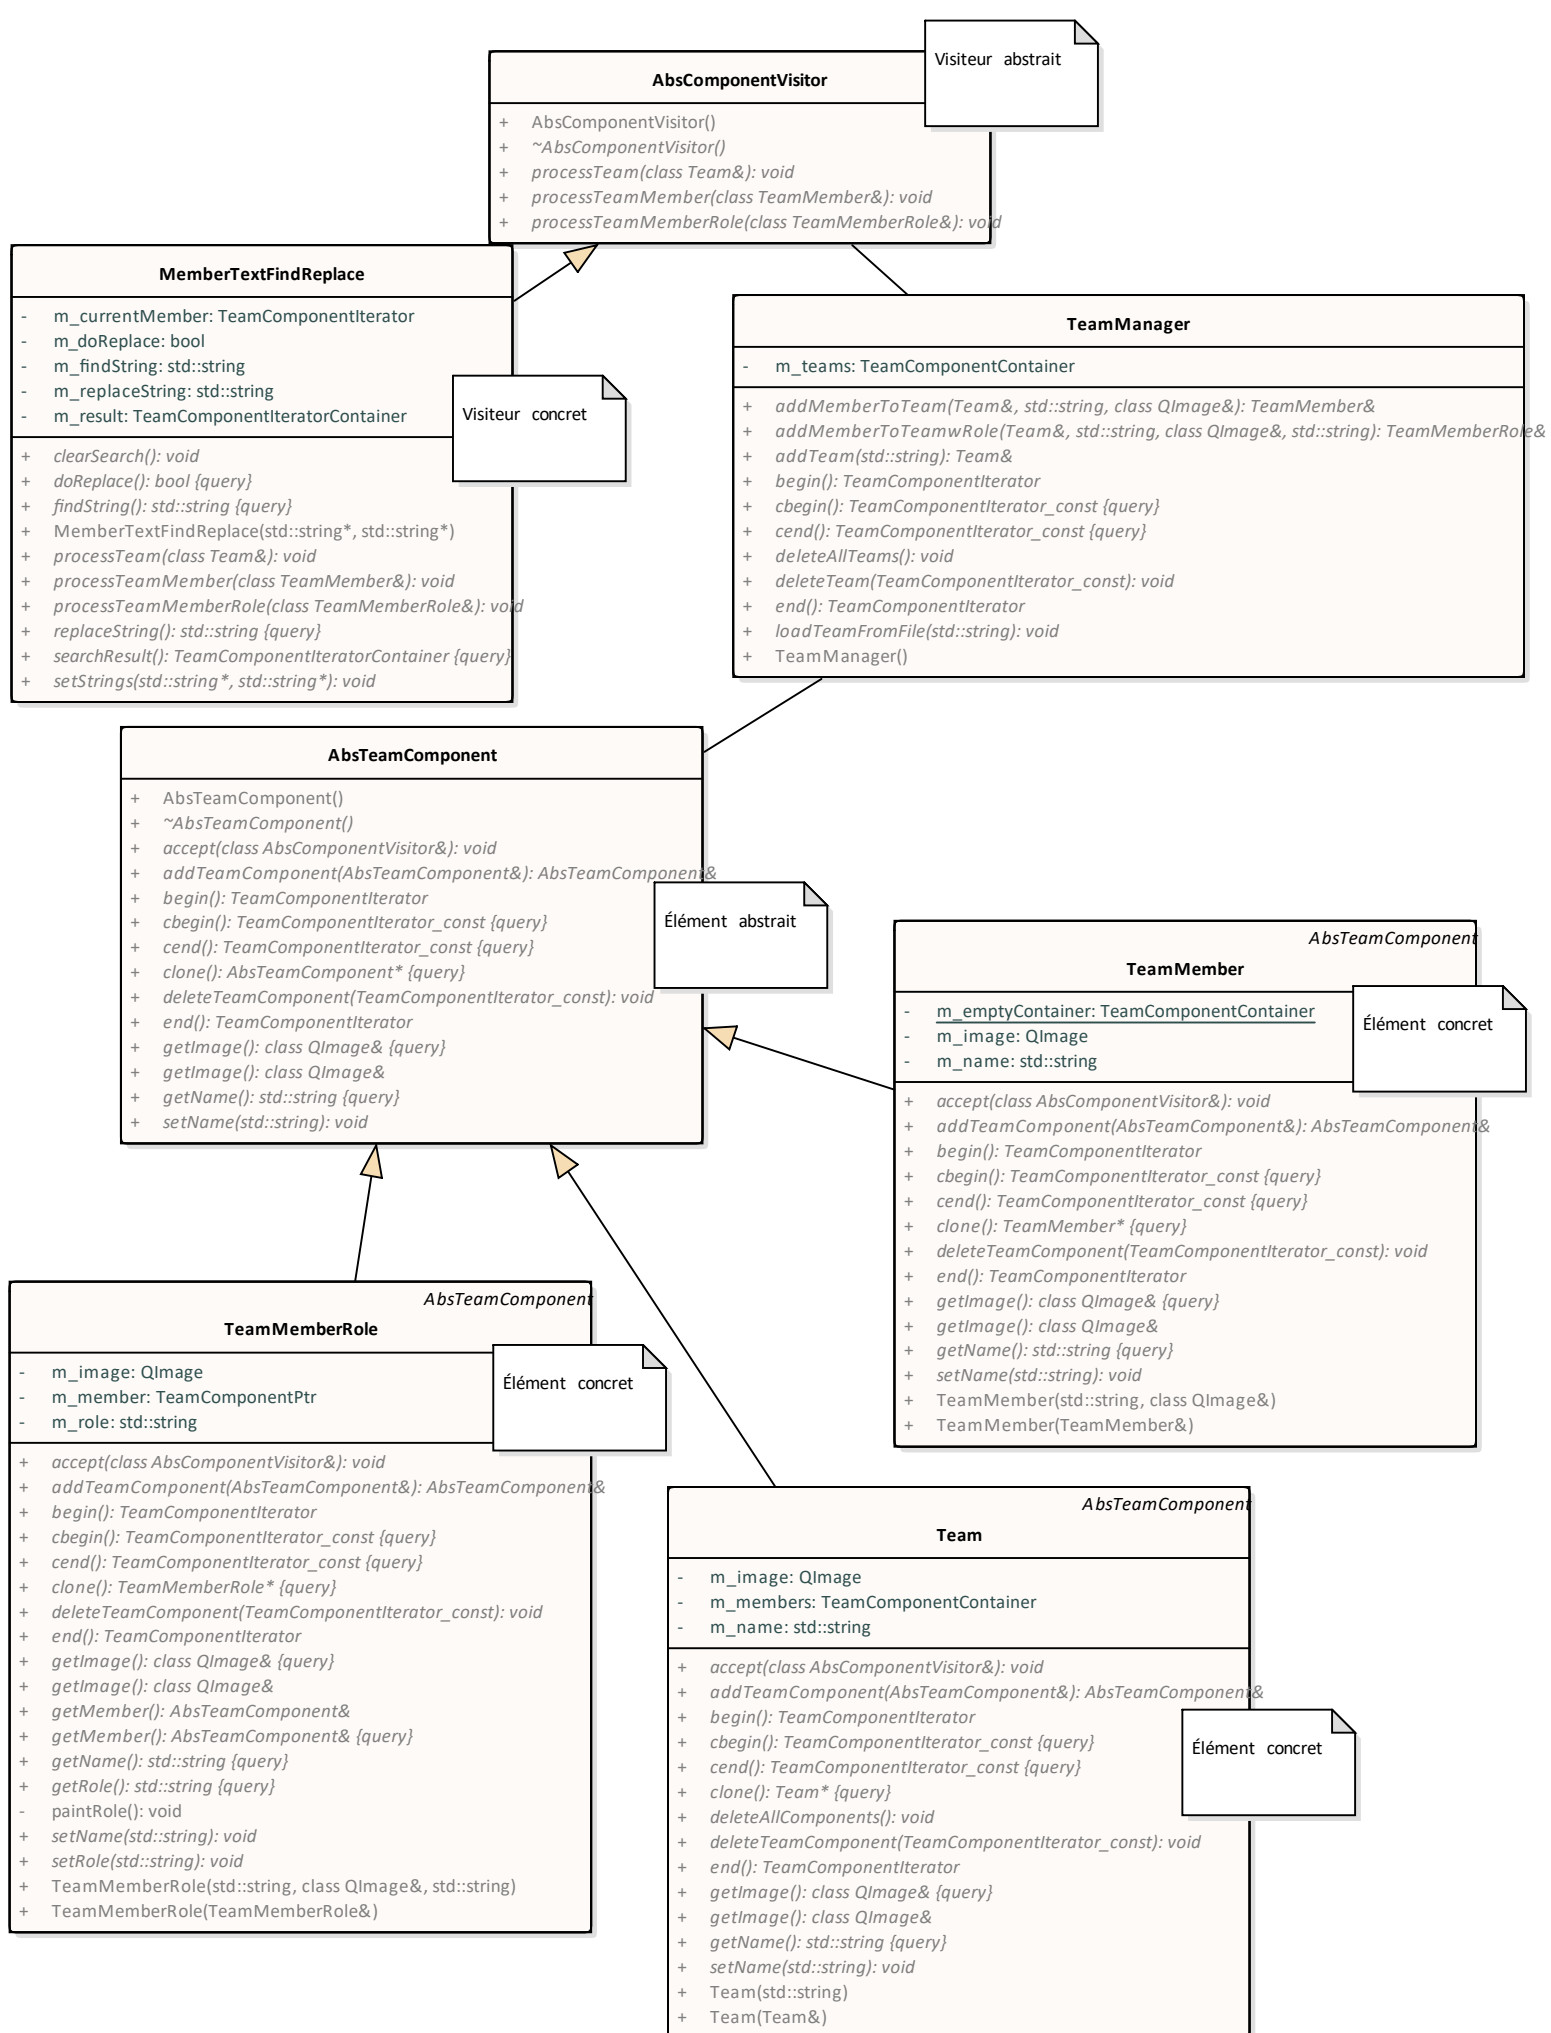 Visiteur abstrait
AbsComponentVisitor
+ AbsComponentVisitor()
+ ~AbsComponentVisitor()
+ processTeam(class Team&): void
+ processTeamMember(class TeamMember&): void
+ processTeamMemberRole(class TeamMemberRole&): void
MemberTextFindReplace
- m_currentMember: TeamComponentIterator
- m_doReplace: bool
- m_findString: std::string
- m_replaceString: std::string
- m_result: TeamComponentIteratorContainer
Visiteur concret
+ clearSearch(): void
+ doReplace(): bool {query}
+ findString(): std::string {query}
+ MemberTextFindReplace(std::string*, std::string*)
+ processTeam(class Team&): void
+ processTeamMember(class TeamMember&): void
+ processTeamMemberRole(class TeamMemberRole&): void
+ replaceString(): std::string {query}
+ searchResult(): TeamComponentIteratorContainer {query}
+ setStrings(std::string*, std::string*): void
TeamManager
- m_teams: TeamComponentContainer
+ addMemberToTeam(Team&, std::string, class QImage&): TeamMember&
+ addMemberToTeamwRole(Team&, std::string, class QImage&, std::string): TeamMemberRole&
+ addTeam(std::string): Team&
+ begin(): TeamComponentIterator
+ cbegin(): TeamComponentIterator_const {query}
+ cend(): TeamComponentIterator_const {query}
+ deleteAllTeams(): void
+ deleteTeam(TeamComponentIterator_const): void
+ end(): TeamComponentIterator
+ loadTeamFromFile(std::string): void
+ TeamManager()
AbsTeamComponent
+ AbsTeamComponent()
+ ~AbsTeamComponent()
+ accept(class AbsComponentVisitor&): void
+ addTeamComponent(AbsTeamComponent&): AbsTeamComponent&
+ begin(): TeamComponentIterator
+ cbegin(): TeamComponentIterator_const {query}
+ cend(): TeamComponentIterator_const {query}
+ clone(): AbsTeamComponent* {query}
+ deleteTeamComponent(TeamComponentIterator_const): void
+ end(): TeamComponentIterator
+ getImage(): class QImage& {query}
+ getImage(): class QImage&
+ getName(): std::string {query}
+ setName(std::string): void
Élément abstrait
AbsTeamComponent
TeamMember
- m_emptyContainer: TeamComponentContainer
- m_image: QImage
- m_name: std::string
Élément concret
+ accept(class AbsComponentVisitor&): void
+ addTeamComponent(AbsTeamComponent&): AbsTeamComponent&
+ begin(): TeamComponentIterator
+ cbegin(): TeamComponentIterator_const {query}
+ cend(): TeamComponentIterator_const {query}
+ clone(): TeamMember* {query}
+ deleteTeamComponent(TeamComponentIterator_const): void
+ end(): TeamComponentIterator
+ getImage(): class QImage& {query}
+ getImage(): class QImage&
+ getName(): std::string {query}
+ setName(std::string): void
+ TeamMember(std::string, class QImage&)
+ TeamMember(TeamMember&)
AbsTeamComponent
TeamMemberRole
- m_image: QImage
- m_member: TeamComponentPtr
- m_role: std::string
Élément concret
+ accept(class AbsComponentVisitor&): void
+ addTeamComponent(AbsTeamComponent&): AbsTeamComponent&
+ begin(): TeamComponentIterator
+ cbegin(): TeamComponentIterator_const {query}
+ cend(): TeamComponentIterator_const {query}
+ clone(): TeamMemberRole* {query}
+ deleteTeamComponent(TeamComponentIterator_const): void
+ end(): TeamComponentIterator
+ getImage(): class QImage& {query}
+ getImage(): class QImage&
+ getMember(): AbsTeamComponent&
+ getMember(): AbsTeamComponent& {query}
+ getName(): std::string {query}
+ getRole(): std::string {query}
- paintRole(): void
+ setName(std::string): void
+ setRole(std::string): void
+ TeamMemberRole(std::string, class QImage&, std::string)
+ TeamMemberRole(TeamMemberRole&)
AbsTeamComponent
Team
- m_image: QImage
- m_members: TeamComponentContainer
- m_name: std::string
+ accept(class AbsComponentVisitor&): void
+ addTeamComponent(AbsTeamComponent&): AbsTeamComponent&
+ begin(): TeamComponentIterator
+ cbegin(): TeamComponentIterator_const {query}
+ cend(): TeamComponentIterator_const {query}
+ clone(): Team* {query}
+ deleteAllComponents(): void
+ deleteTeamComponent(TeamComponentIterator_const): void
+ end(): TeamComponentIterator
+ getImage(): class QImage& {query}
+ getImage(): class QImage&
+ getName(): std::string {query}
+ setName(std::string): void
+ Team(std::string)
+ Team(Team&)
Élément concret